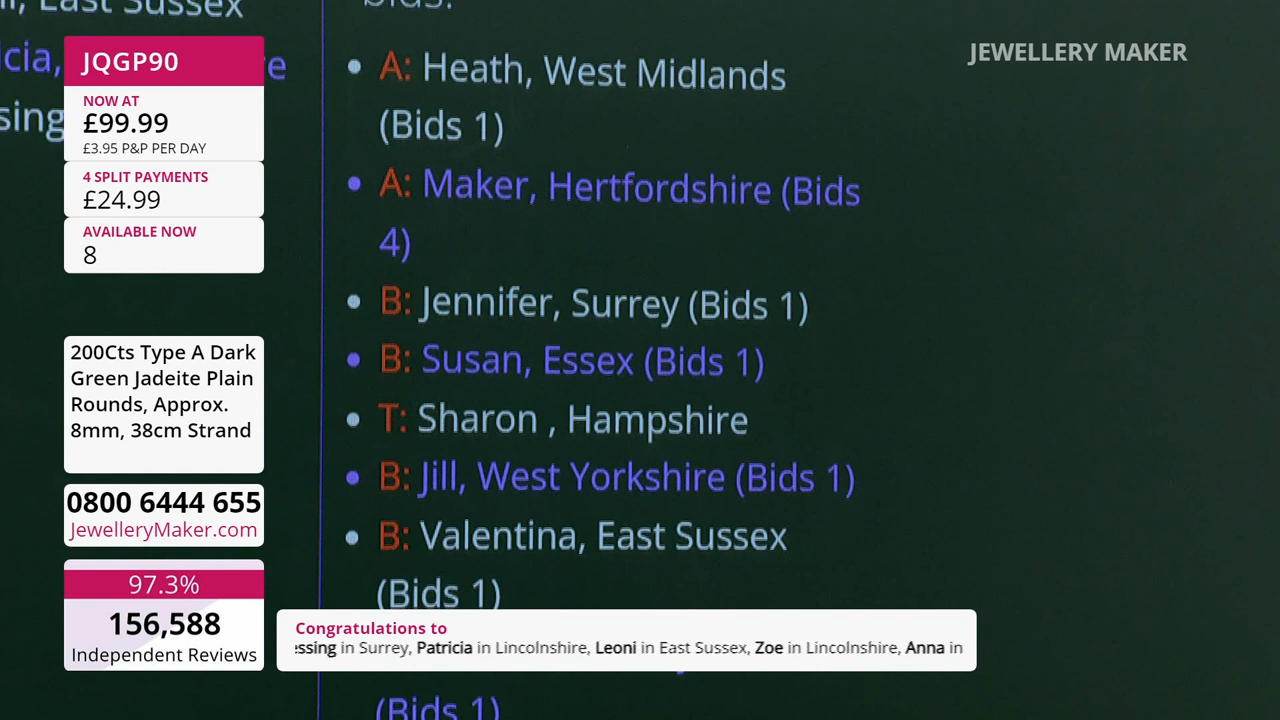 l, East Sussex
icia,
e
sing
bids:
JEWELLERY MAKER
JQGP90
NOW AT
£99.99
£3.95 P&P PER DAY
4 SPLIT PAYMENTS
£24.99
AVAILABLE NOW
8
200Cts Type A Dark
Green Jadeite Plain
Rounds, Approx.
8mm, 38cm Strand
0800 6444 655
JewelleryMaker.com
97.3%
156,588
Independent Reviews
• A: Heath, West Midlands
(Bids 1)
• A: Maker, Hertfordshire (Bids
4)
• B: Jennifer, Surrey (Bids 1)
• B: Susan, Essex (Bids 1)
• T: Sharon , Hampshire
• B: Jill, West Yorkshire (Bids 1)
• B: Valentina, East Sussex
(Bids 1)
Congratulations to
essing in Surrey, Patricia in Lincolnshire, Leoni in East Sussex, Zoe in Lincolnshire, Anna in
(Bids 1)